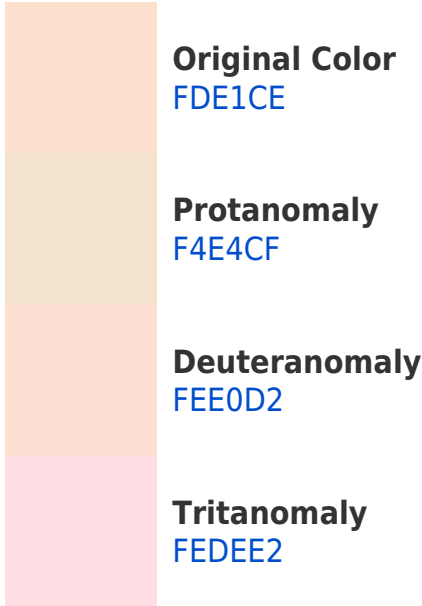 Original Color
FDE1CE
Protanomaly
F4E4CF
Deuteranomaly
FEE0D2
Tritanomaly
FEDEE2